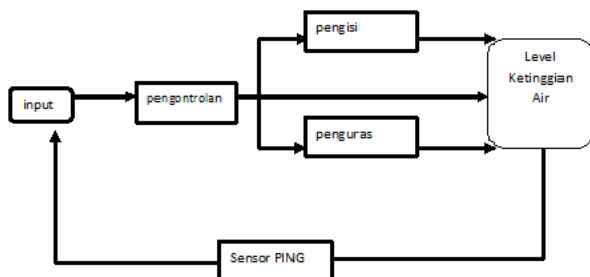 input
pengontrolan
pengisi
penguras
Level
Ketinggian
Air
Sensor PING